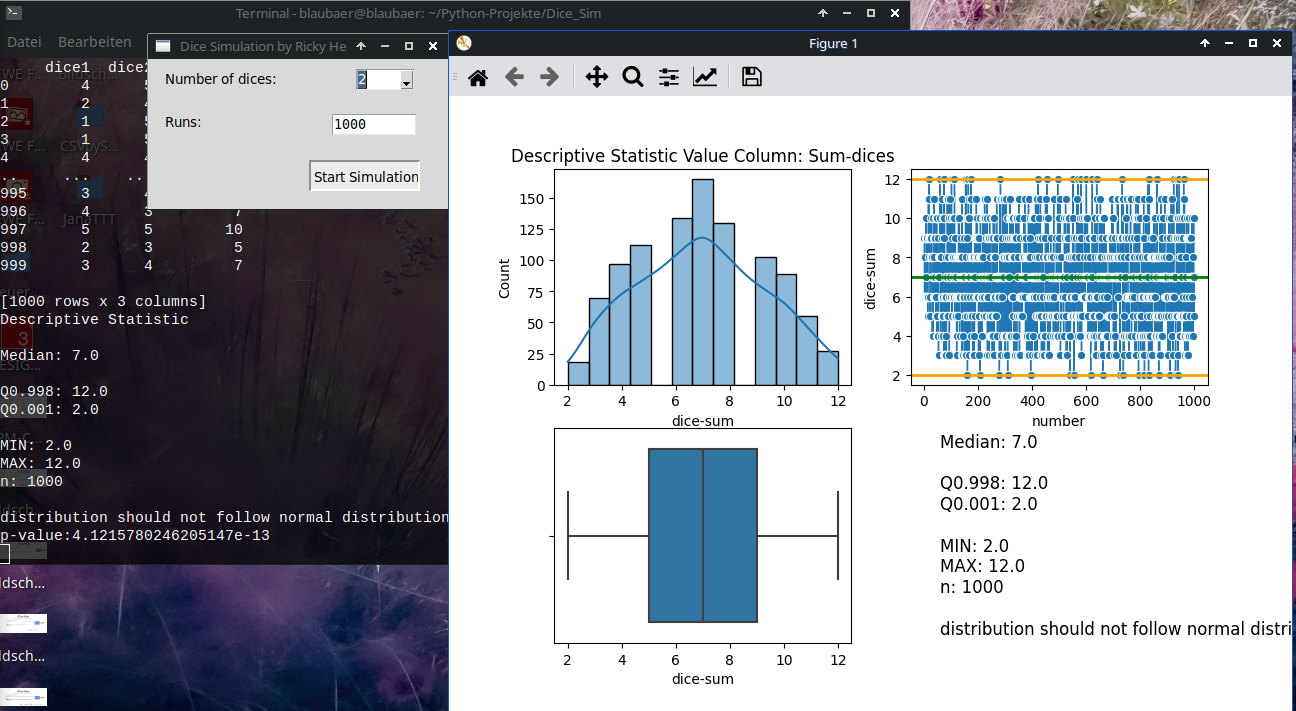 Terminal - blaubaer@blaubaer: ~/Python-Projekte/Dice_Sim
Datei Bearbeiten
dice1 dice2
0 4
1 2
2 1
3 1
4 4
.. ... ..
995 3
996 4 3 7
997 5 5 10
998 2 3 5
999 3 4 7
[1000 rows x 3 columns]
Descriptive Statistic
Median: 7.0
Q0.998: 12.0
Q0.001: 2.0
MIN: 2.0
MAX: 12.0
n: 1000
distribution should not follow normal distribution
p-value:4.1215780246205147e-13
ldsch...
ldsch...
Dice Simulation by Ricky He
Number of dices: 2
Runs: 1000
Start Simulation
Figure 1
Descriptive Statistic Value Column: Sum-dices
Count
150
125
100
75
50
25
0
2 4 6 8 10 12
dice-sum
dice-sum
12
10
8
6
4
2
0 200 400 600 800 1000
number
2 4 6 8 10 12
dice-sum
Median: 7.0
Q0.998: 12.0
Q0.001: 2.0
MIN: 2.0
MAX: 12.0
n: 1000
distribution should not follow normal distri